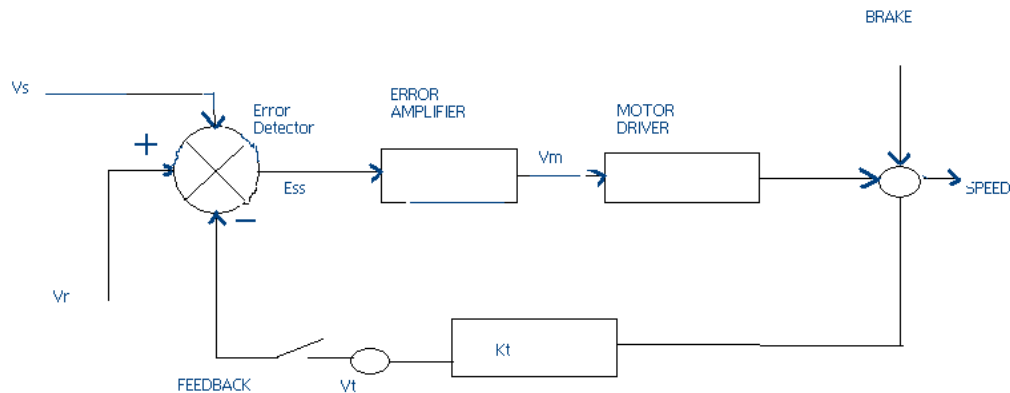 BRAKE
Vs
Error
Detector
ERROR
AMPLIFIER
MOTOR
DRIVER
+
Vm
Ess
SPEED
−
Vr
Kt
FEEDBACK
Vt